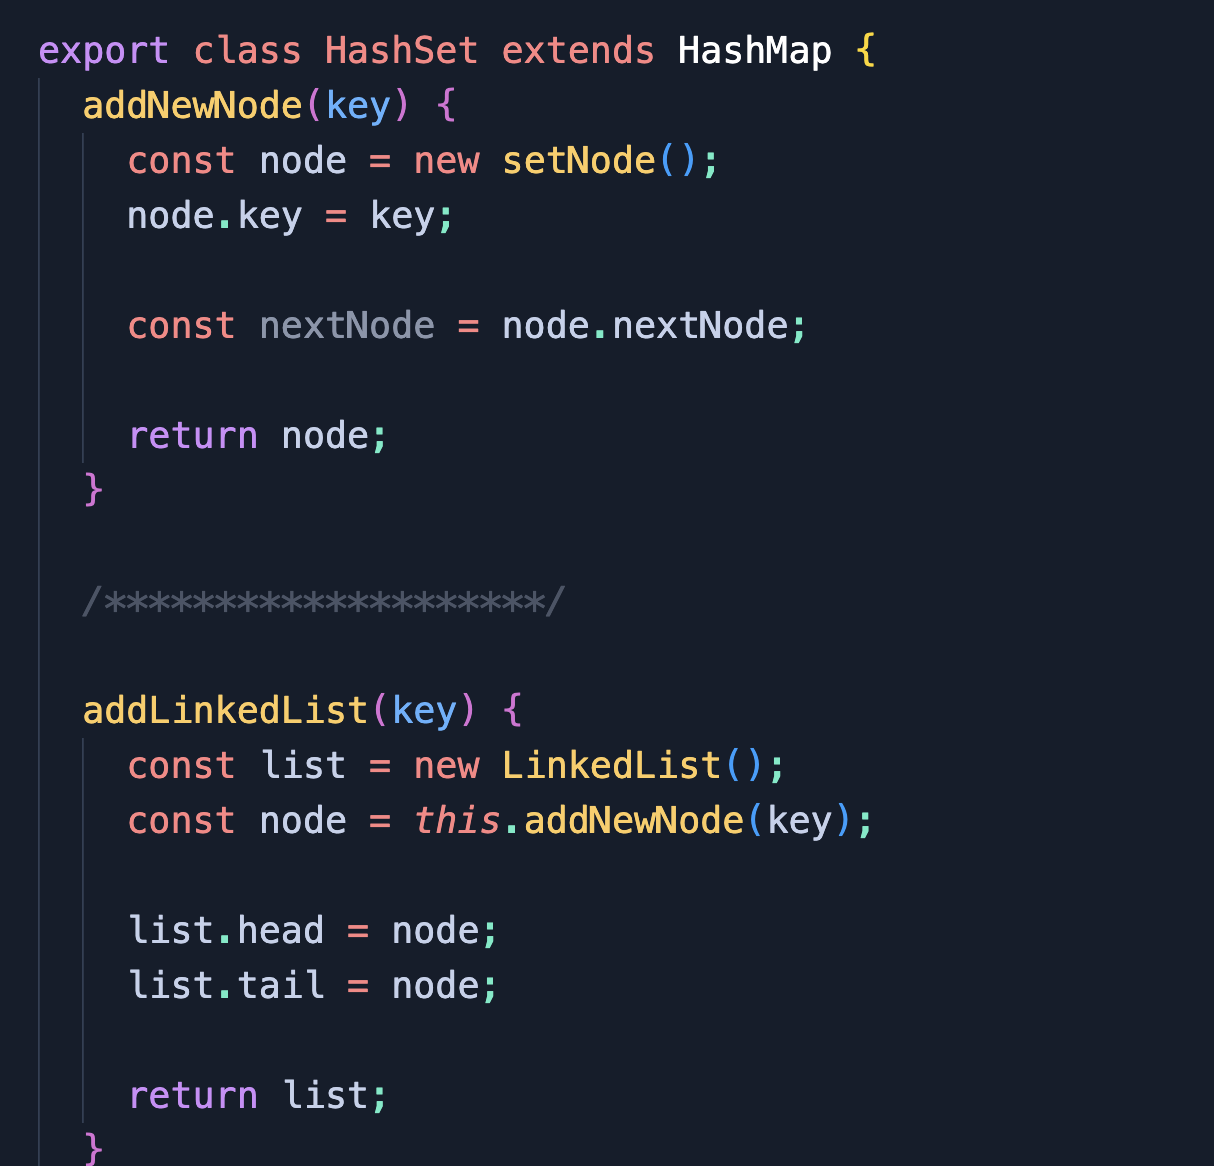 export class HashSet extends HashMap {
addNewNode(key) {
const node = new setNode();
node.key = key;
const nextNode = node.nextNode;
return node;
}
/********************/
addLinkedList(key) {
const list = new LinkedList();
const node = this.addNewNode(key);
list.head = node;
list.tail = node;
return list;
}